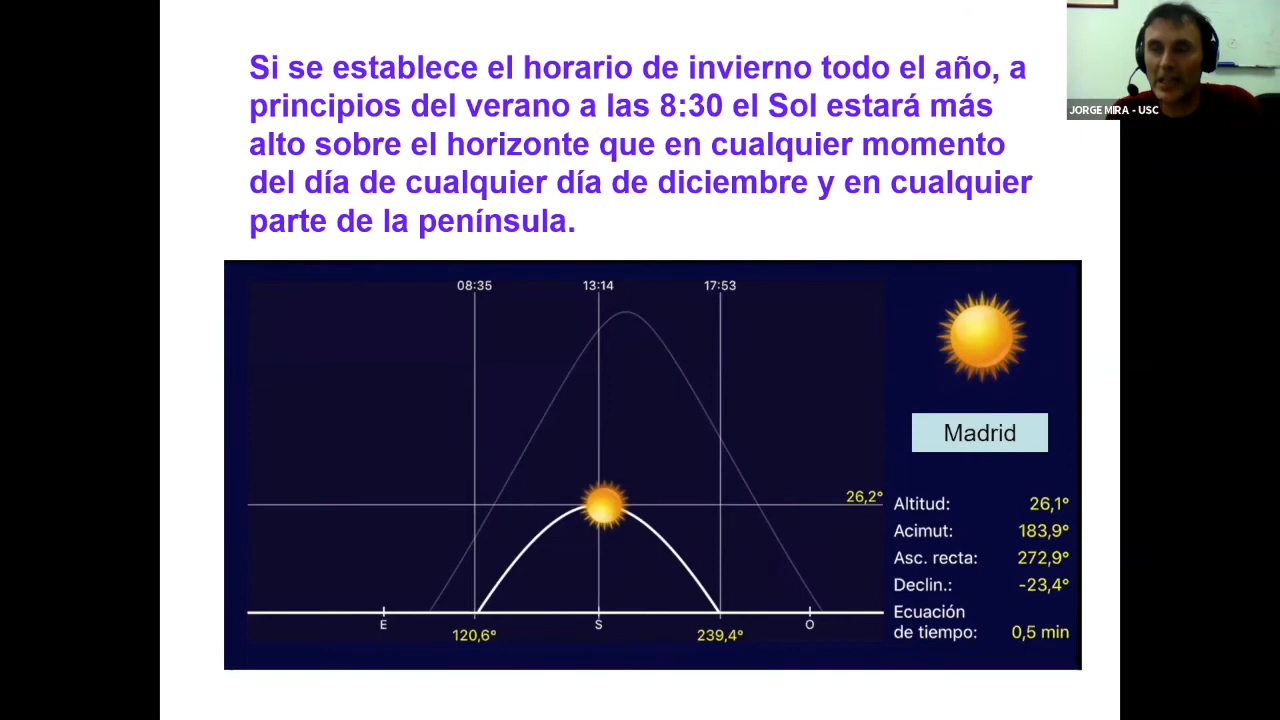 Si se establece el horario de invierno todo el año, a
principios del verano a las 8:30 el Sol estará más
alto sobre el horizonte que en cualquier momento
del día de cualquier día de diciembre y en cualquier
parte de la península.
JORGE MIRA - USC
08:35
13:14
17:53
Madrid
26,2°
Altitud: 26,1°
Acimut: 183,9°
Asc. recta: 272,9°
Declin.: -23,4°
Ecuación
de tiempo: 0,5 min
E
S
O
120,6°
239,4°